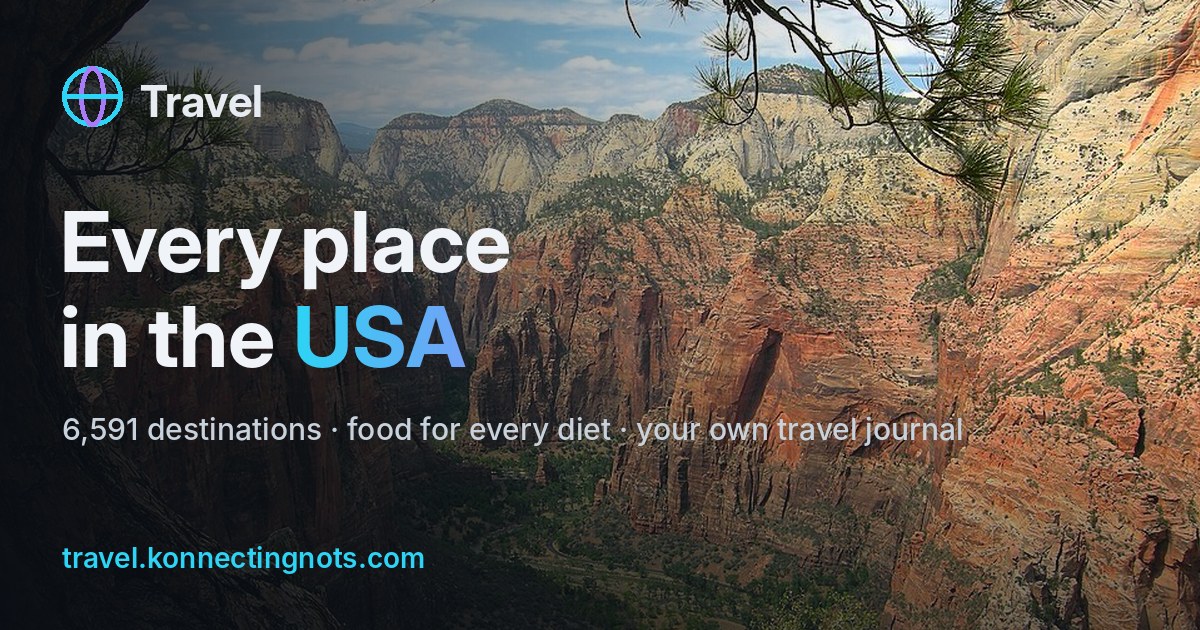 Travel
Every place
in the USA
6,591 destinations · food for every diet · your own travel journal
travel.konnectingnots.com